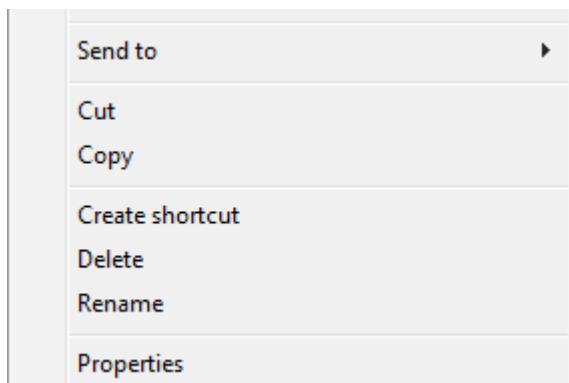 Send to
Cut
Copy
Create shortcut
Delete
Rename
Properties